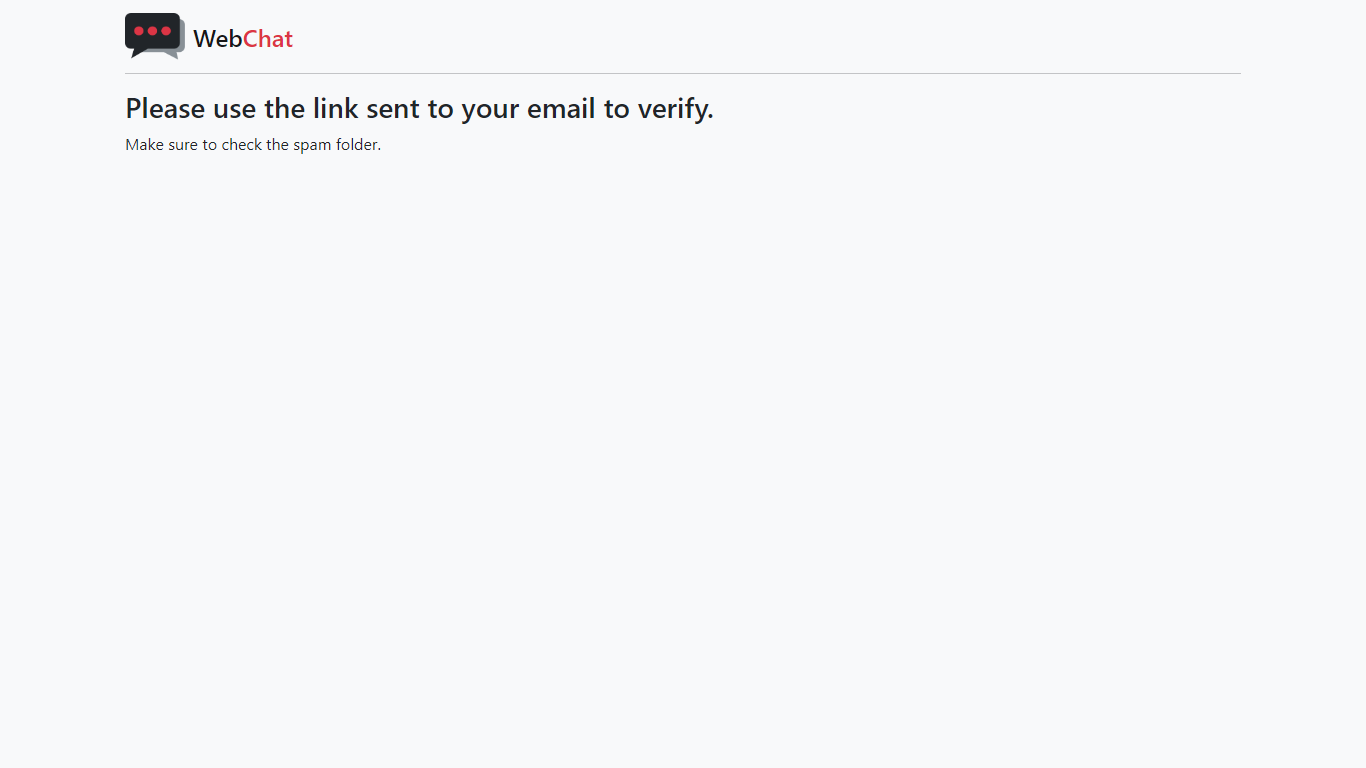 WebChat
Please use the link sent to your email to verify.
Make sure to check the spam folder.